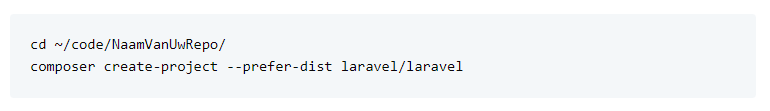 cd ~/code/NaamVanUwRepo/
composer create-project --prefer-dist laravel/laravel